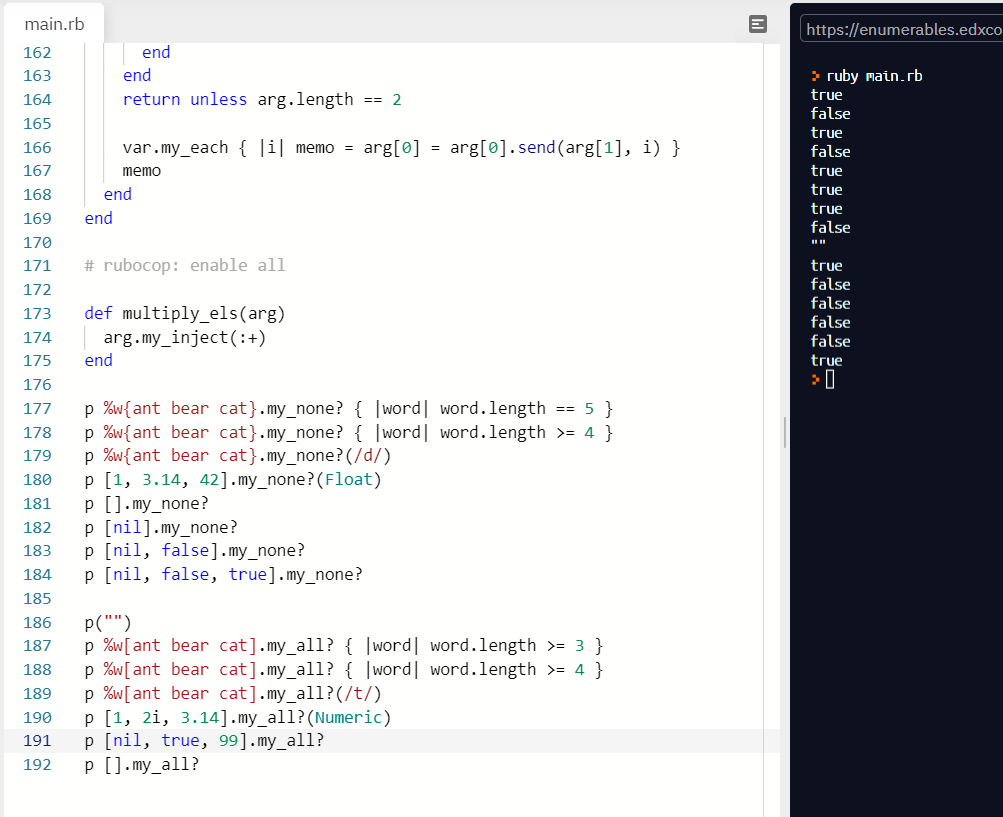 main.rb
162 end
163 end
164 return unless arg.length == 2
165
166 var.my_each { |i| memo = arg[0] = arg[0].send(arg[1], i) }
167 memo
168 end
169 end
170
171 # rubocop: enable all
172
173 def multiply_els(arg)
174 arg.my_inject(:+)
175 end
176
177 p %w{ant bear cat}.my_none? { |word| word.length == 5 }
178 p %w{ant bear cat}.my_none? { |word| word.length >= 4 }
179 p %w{ant bear cat}.my_none?(/d/)
180 p [1, 3.14, 42].my_none?(Float)
181 p [].my_none?
182 p [nil].my_none?
183 p [nil, false].my_none?
184 p [nil, false, true].my_none?
185
186 p("")
187 p %w[ant bear cat].my_all? { |word| word.length >= 3 }
188 p %w[ant bear cat].my_all? { |word| word.length >= 4 }
189 p %w[ant bear cat].my_all?(/t/)
190 p [1, 2i, 3.14].my_all?(Numeric)
191 p [nil, true, 99].my_all?
192 p [].my_all?
https://enumerables.edxco
> ruby main.rb
true
false
true
false
true
true
true
false
""
true
false
false
false
false
true
>